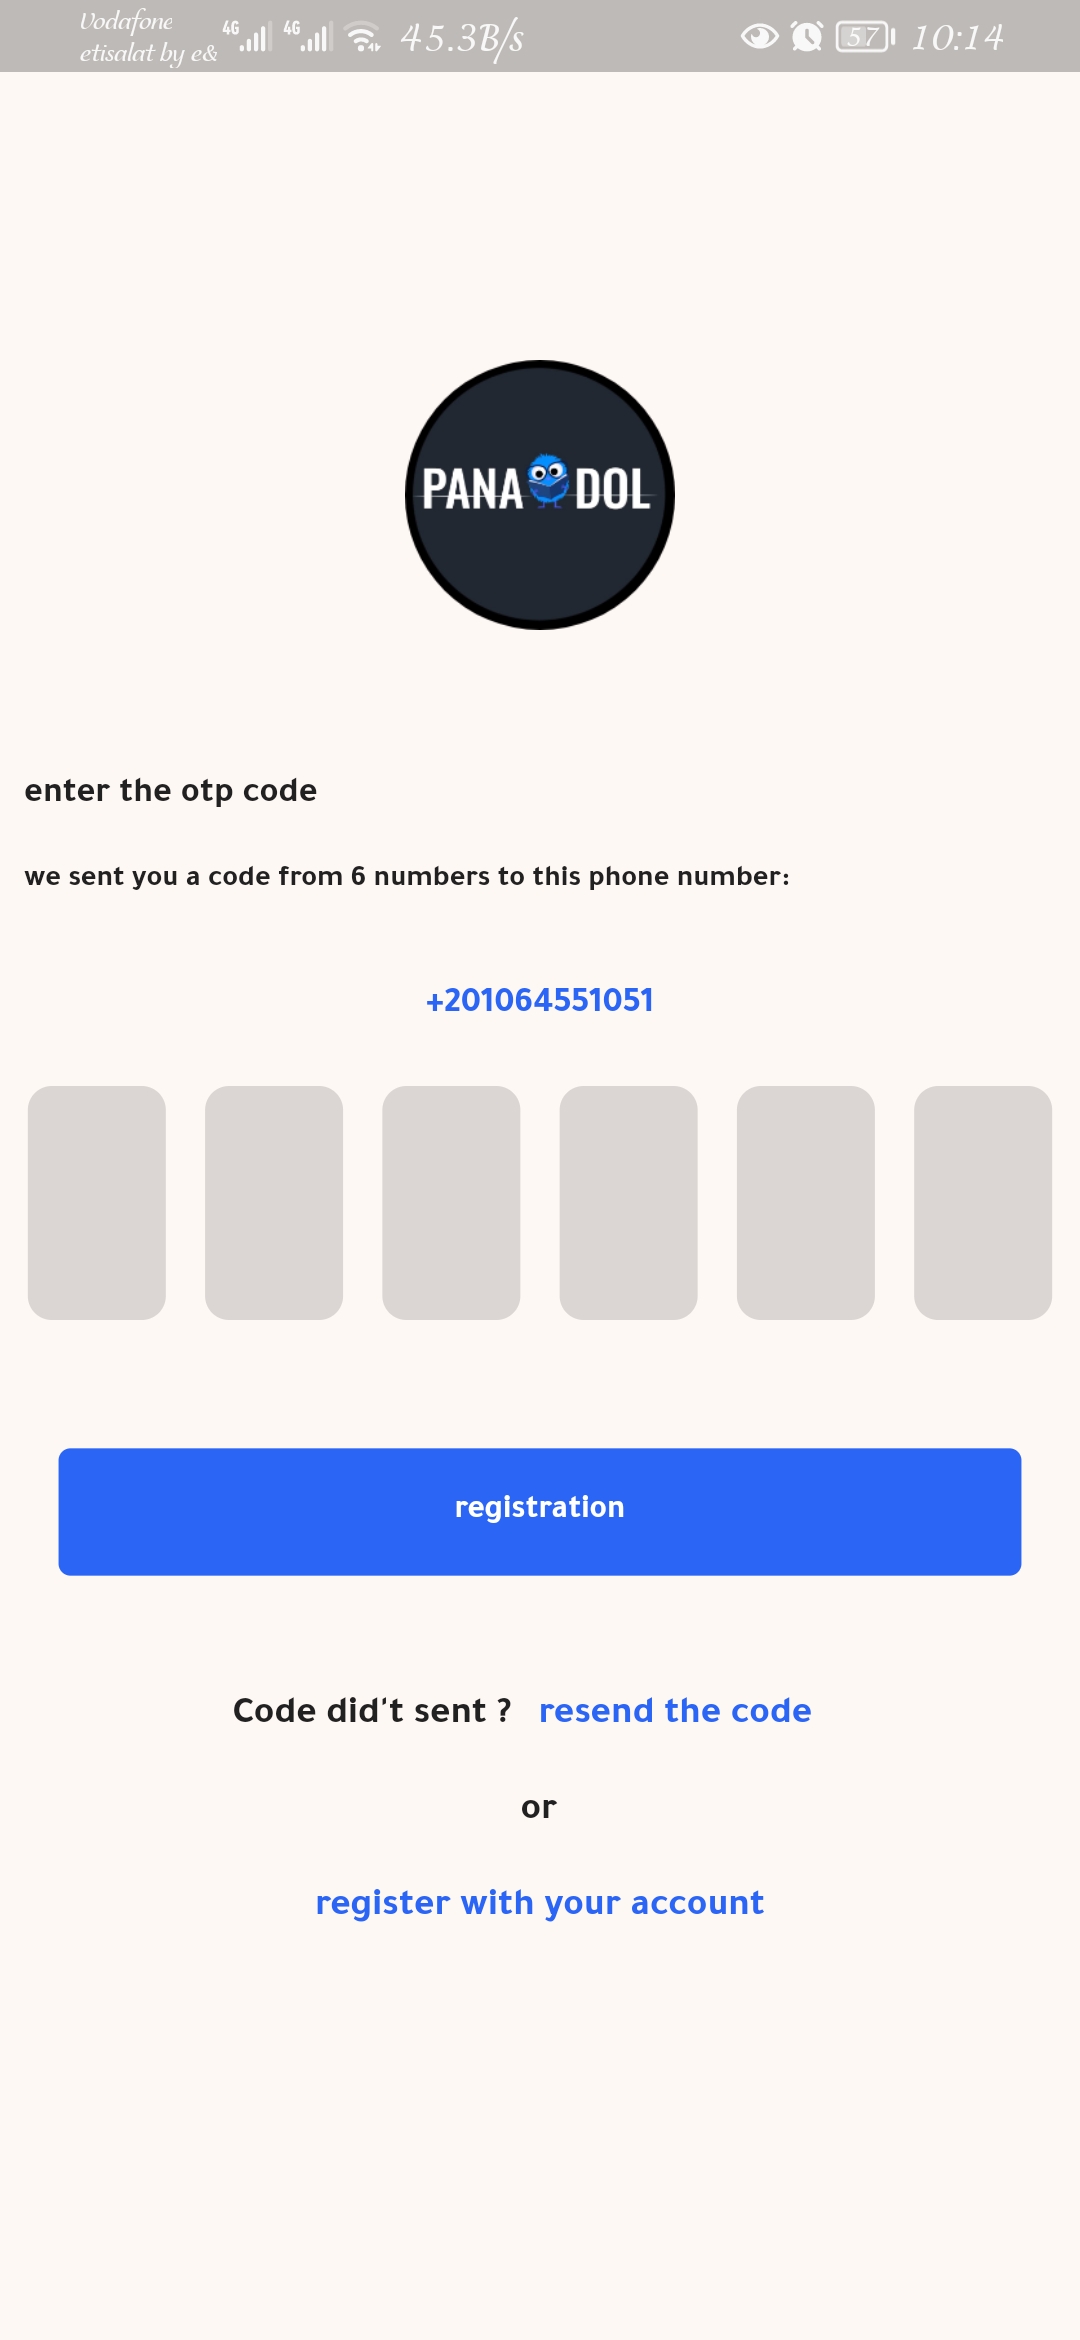 Vodafone
etisalat by e&
4G 4G 45.3B/s 57 10:14
PANADOL
enter the otp code
we sent you a code from 6 numbers to this phone number:
+201064551051
registration
Code did't sent ? resend the code
or
register with your account